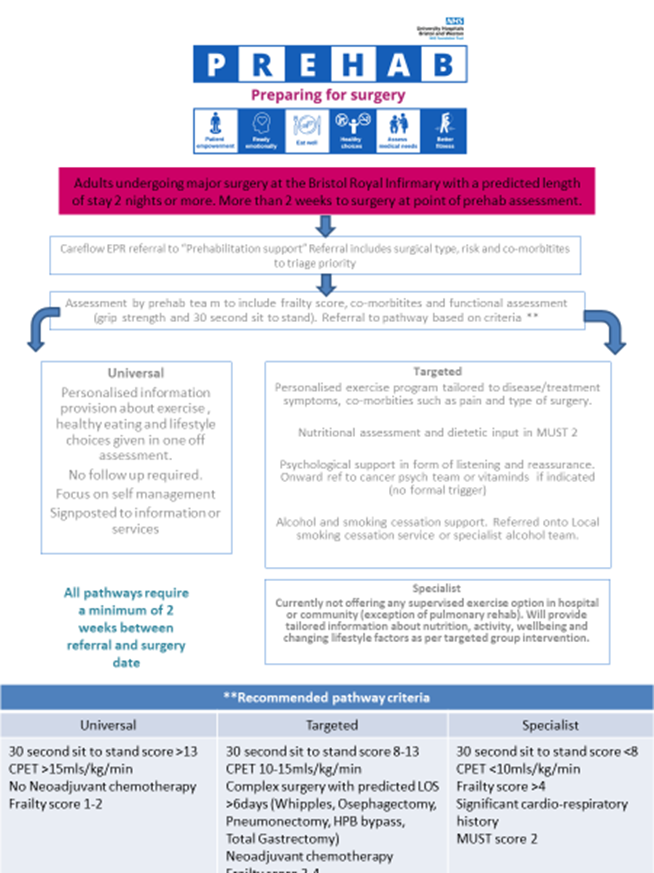 NHS
University Hospitals
Bristol and Weston
NHS Foundation Trust
PREHAB
Preparing for surgery
Patient
empowerment
Ready
emotionally
Eat well
Healthy
choices
Assess
medical needs
Better
fitness
Adults undergoing major surgery at the Bristol Royal Infirmary with a predicted length
of stay 2 nights or more. More than 2 weeks to surgery at point of prehab assessment.
Careflow EPR referral to "Prehabilitation support" Referral includes surgical type, risk and co-morbitites
to triage priority
Assessment by prehab tea m to include frailty score, co-morbitites and functional assessment
(grip strength and 30 second sit to stand). Referral to pathway based on criteria **
Universal
Personalised information
provision about exercise ,
healthy eating and lifestyle
choices given in one off
assessment.
No follow up required.
Focus on self management
Signposted to information or
services
Targeted
Personalised exercise program tailored to disease/treatment
symptoms, co-morbities such as pain and type of surgery.
Nutritional assessment and dietetic input in MUST 2
Psychological support in form of listening and reassurance.
Onward ref to cancer psych team or vitaminds if indicated
(no formal trigger)
Alcohol and smoking cessation support. Referred onto Local
smoking cessation service or specialist alcohol team.
All pathways require
a minimum of 2
weeks between
referral and surgery
date
Specialist
Currently not offering any supervised exercise option in hospital
or community (exception of pulmonary rehab). Will provide
tailored information about nutrition, activity, wellbeing and
changing lifestyle factors as per targeted group intervention.
**Recommended pathway criteria
Universal
Targeted
Specialist
30 second sit to stand score >13
CPET >15mls/kg/min
No Neoadjuvant chemotherapy
Frailty score 1-2
30 second sit to stand score 8-13
CPET 10-15mls/kg/min
Complex surgery with predicted LOS
>6days (Whipples, Osephagectomy,
Pneumonectomy, HPB bypass,
Total Gastrectomy)
Neoadjuvant chemotherapy
Frailty score 3-4
30 second sit to stand score <8
CPET <10mls/kg/min
Frailty score >4
Significant cardio-respiratory
history
MUST score 2